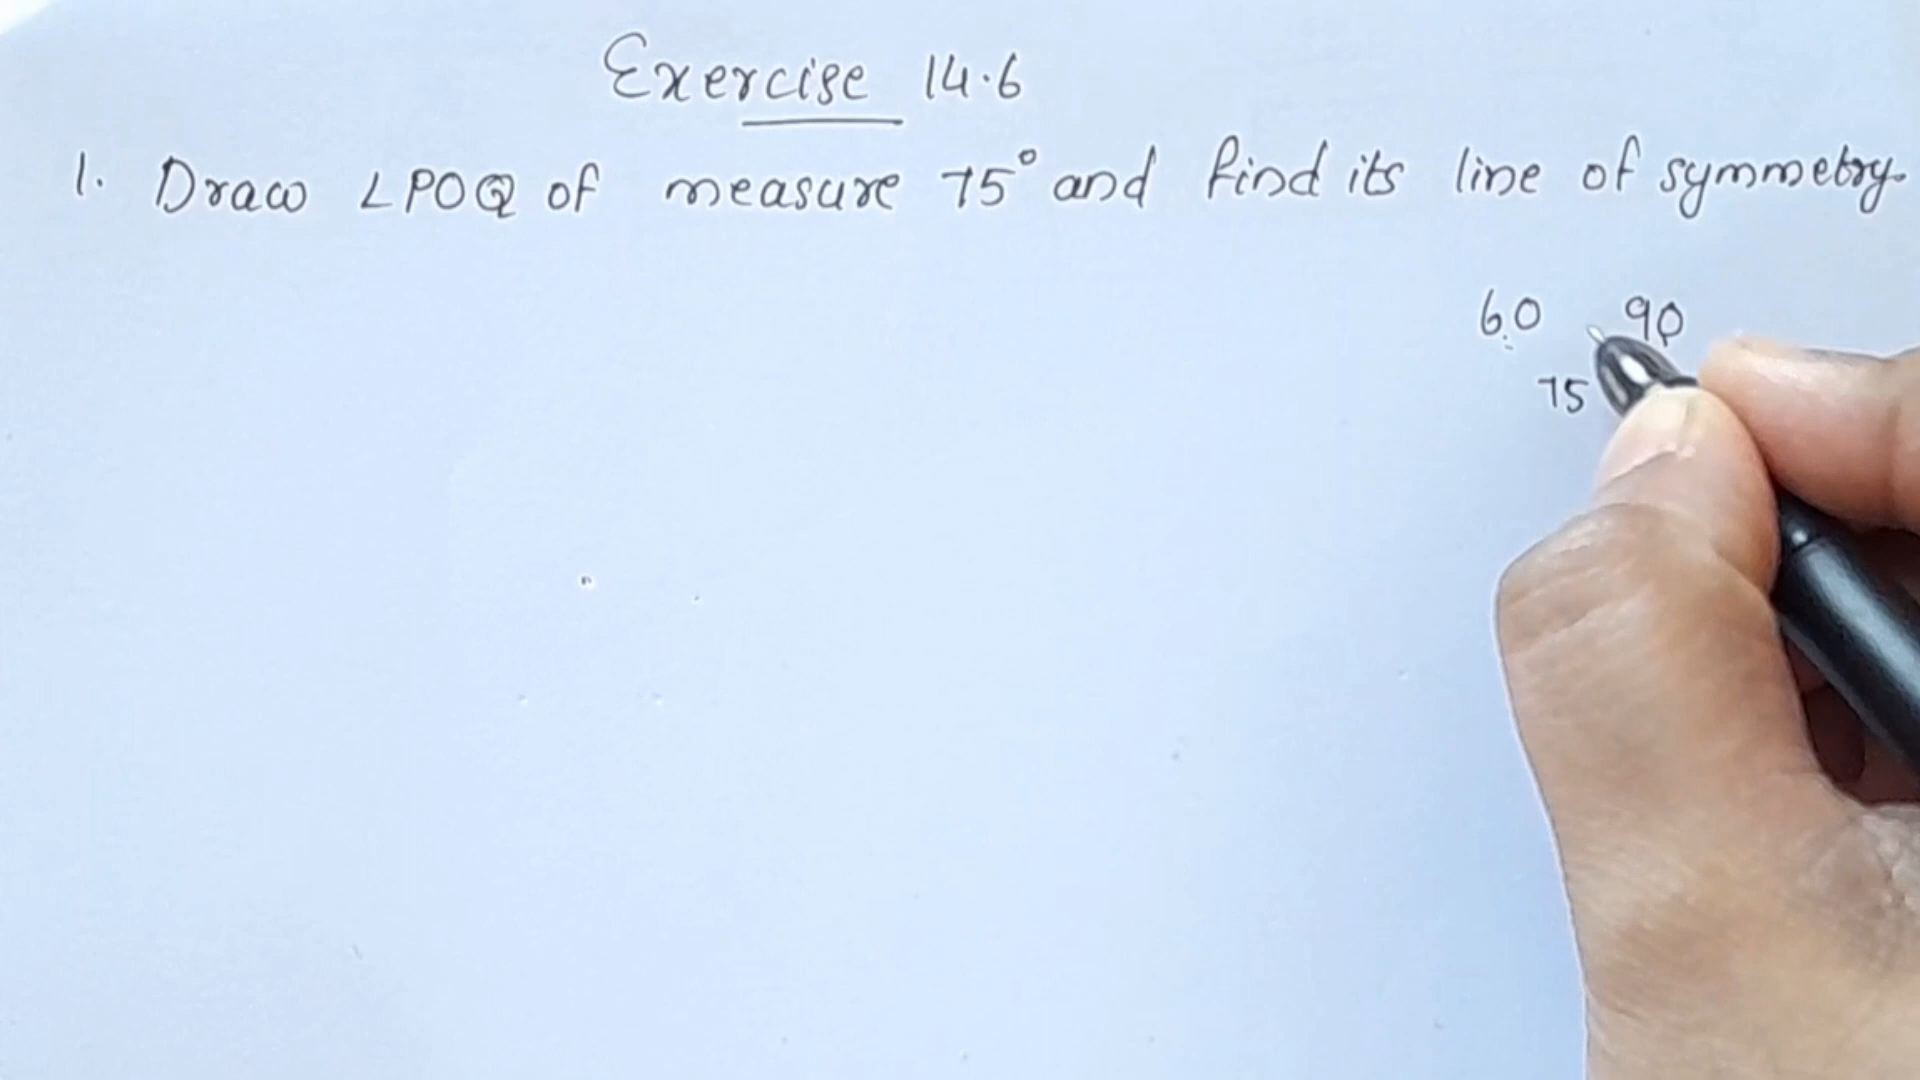 Exercise 14.6
1. Draw ∠POQ of measure 75° and find its line of symmetry.
60 90
75